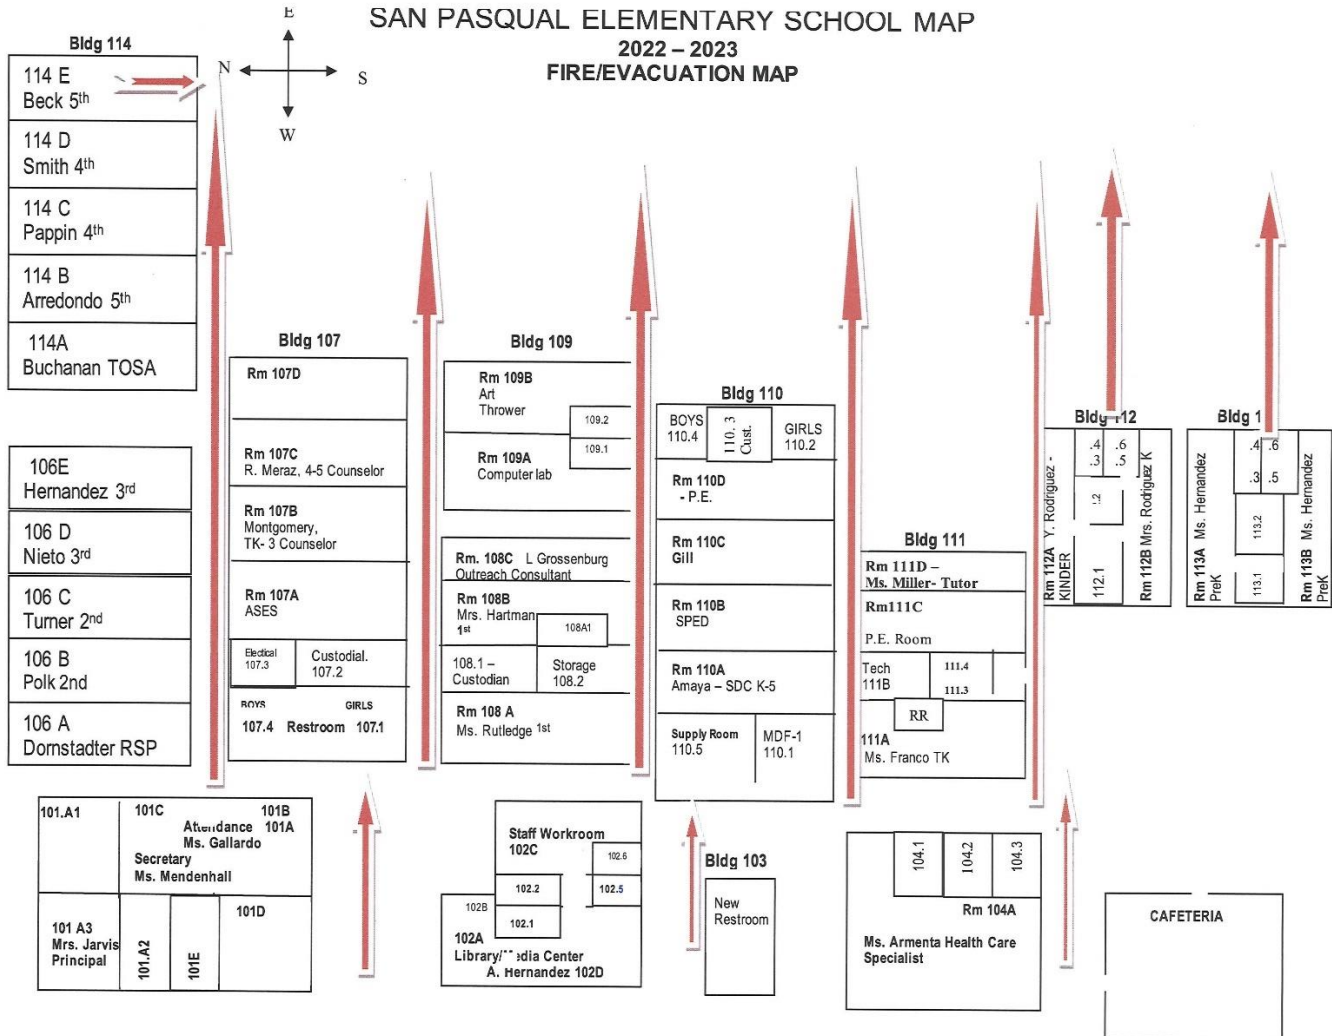 SAN PASQUAL ELEMENTARY SCHOOL MAP
2022 – 2023
FIRE/EVACUATION MAP
E
N
S
W
Bldg 114
114 E
Beck 5th
114 D
Smith 4th
114 C
Pappin 4th
114 B
Arredondo 5th
114A
Buchanan TOSA
106E
Hernandez 3rd
106 D
Nieto 3rd
106 C
Turner 2nd
106 B
Polk 2nd
106 A
Dornstadter RSP
Bldg 107
Rm 107D
Rm 107C
R. Meraz, 4-5 Counselor
Rm 107B
Montgomery,
TK- 3 Counselor
Rm 107A
ASES
Electical
107.3
Custodial.
107.2
BOYS GIRLS
107.4 Restroom 107.1
Bldg 109
Rm 109B
Art
Thrower
109.2
109.1
Rm 109A
Computer lab
Rm. 108C L Grossenburg
Outreach Consultant
Rm 108B
Mrs. Hartman
1st
108A1
108.1 –
Custodian
Storage
108.2
Rm 108 A
Ms. Rutledge 1st
Bldg 110
BOYS
110.4
110. 3
Cust.
GIRLS
110.2
Rm 110D
- P.E.
Rm 110C
Gill
Rm 110B
SPED
Rm 110A
Amaya – SDC K-5
Supply Room
110.5
MDF-1
110.1
Bldg 111
Rm 111D –
Ms. Miller- Tutor
Rm111C
P.E. Room
Tech
111B
111.4
111.3
RR
111A
Ms. Franco TK
Bldg 112
Rm 112A Y. Rodriguez -
KINDER
.4 .6
.3 .5
.2
112.1
Rm 112B Mrs. Rodriguez K
Bldg 1
Rm 113A Ms. Hernandez
PreK
.4 .6
.3 .5
113.2
113.1
Rm 113B Ms. Hernandez
PreK
101.A1
101C
101B
Attendance 101A
Ms. Gallardo
Secretary
Ms. Mendenhall
101 A3
Mrs. Jarvis
Principal
101.A2
101E
101D
Staff Workroom
102C
102.6
102.2
102.5
102B
102.1
102A
Library/ edia Center
A. Hernandez 102D
Bldg 103
New
Restroom
104.1
104.2
104.3
Rm 104A
Ms. Armenta Health Care
Specialist
CAFETERIA